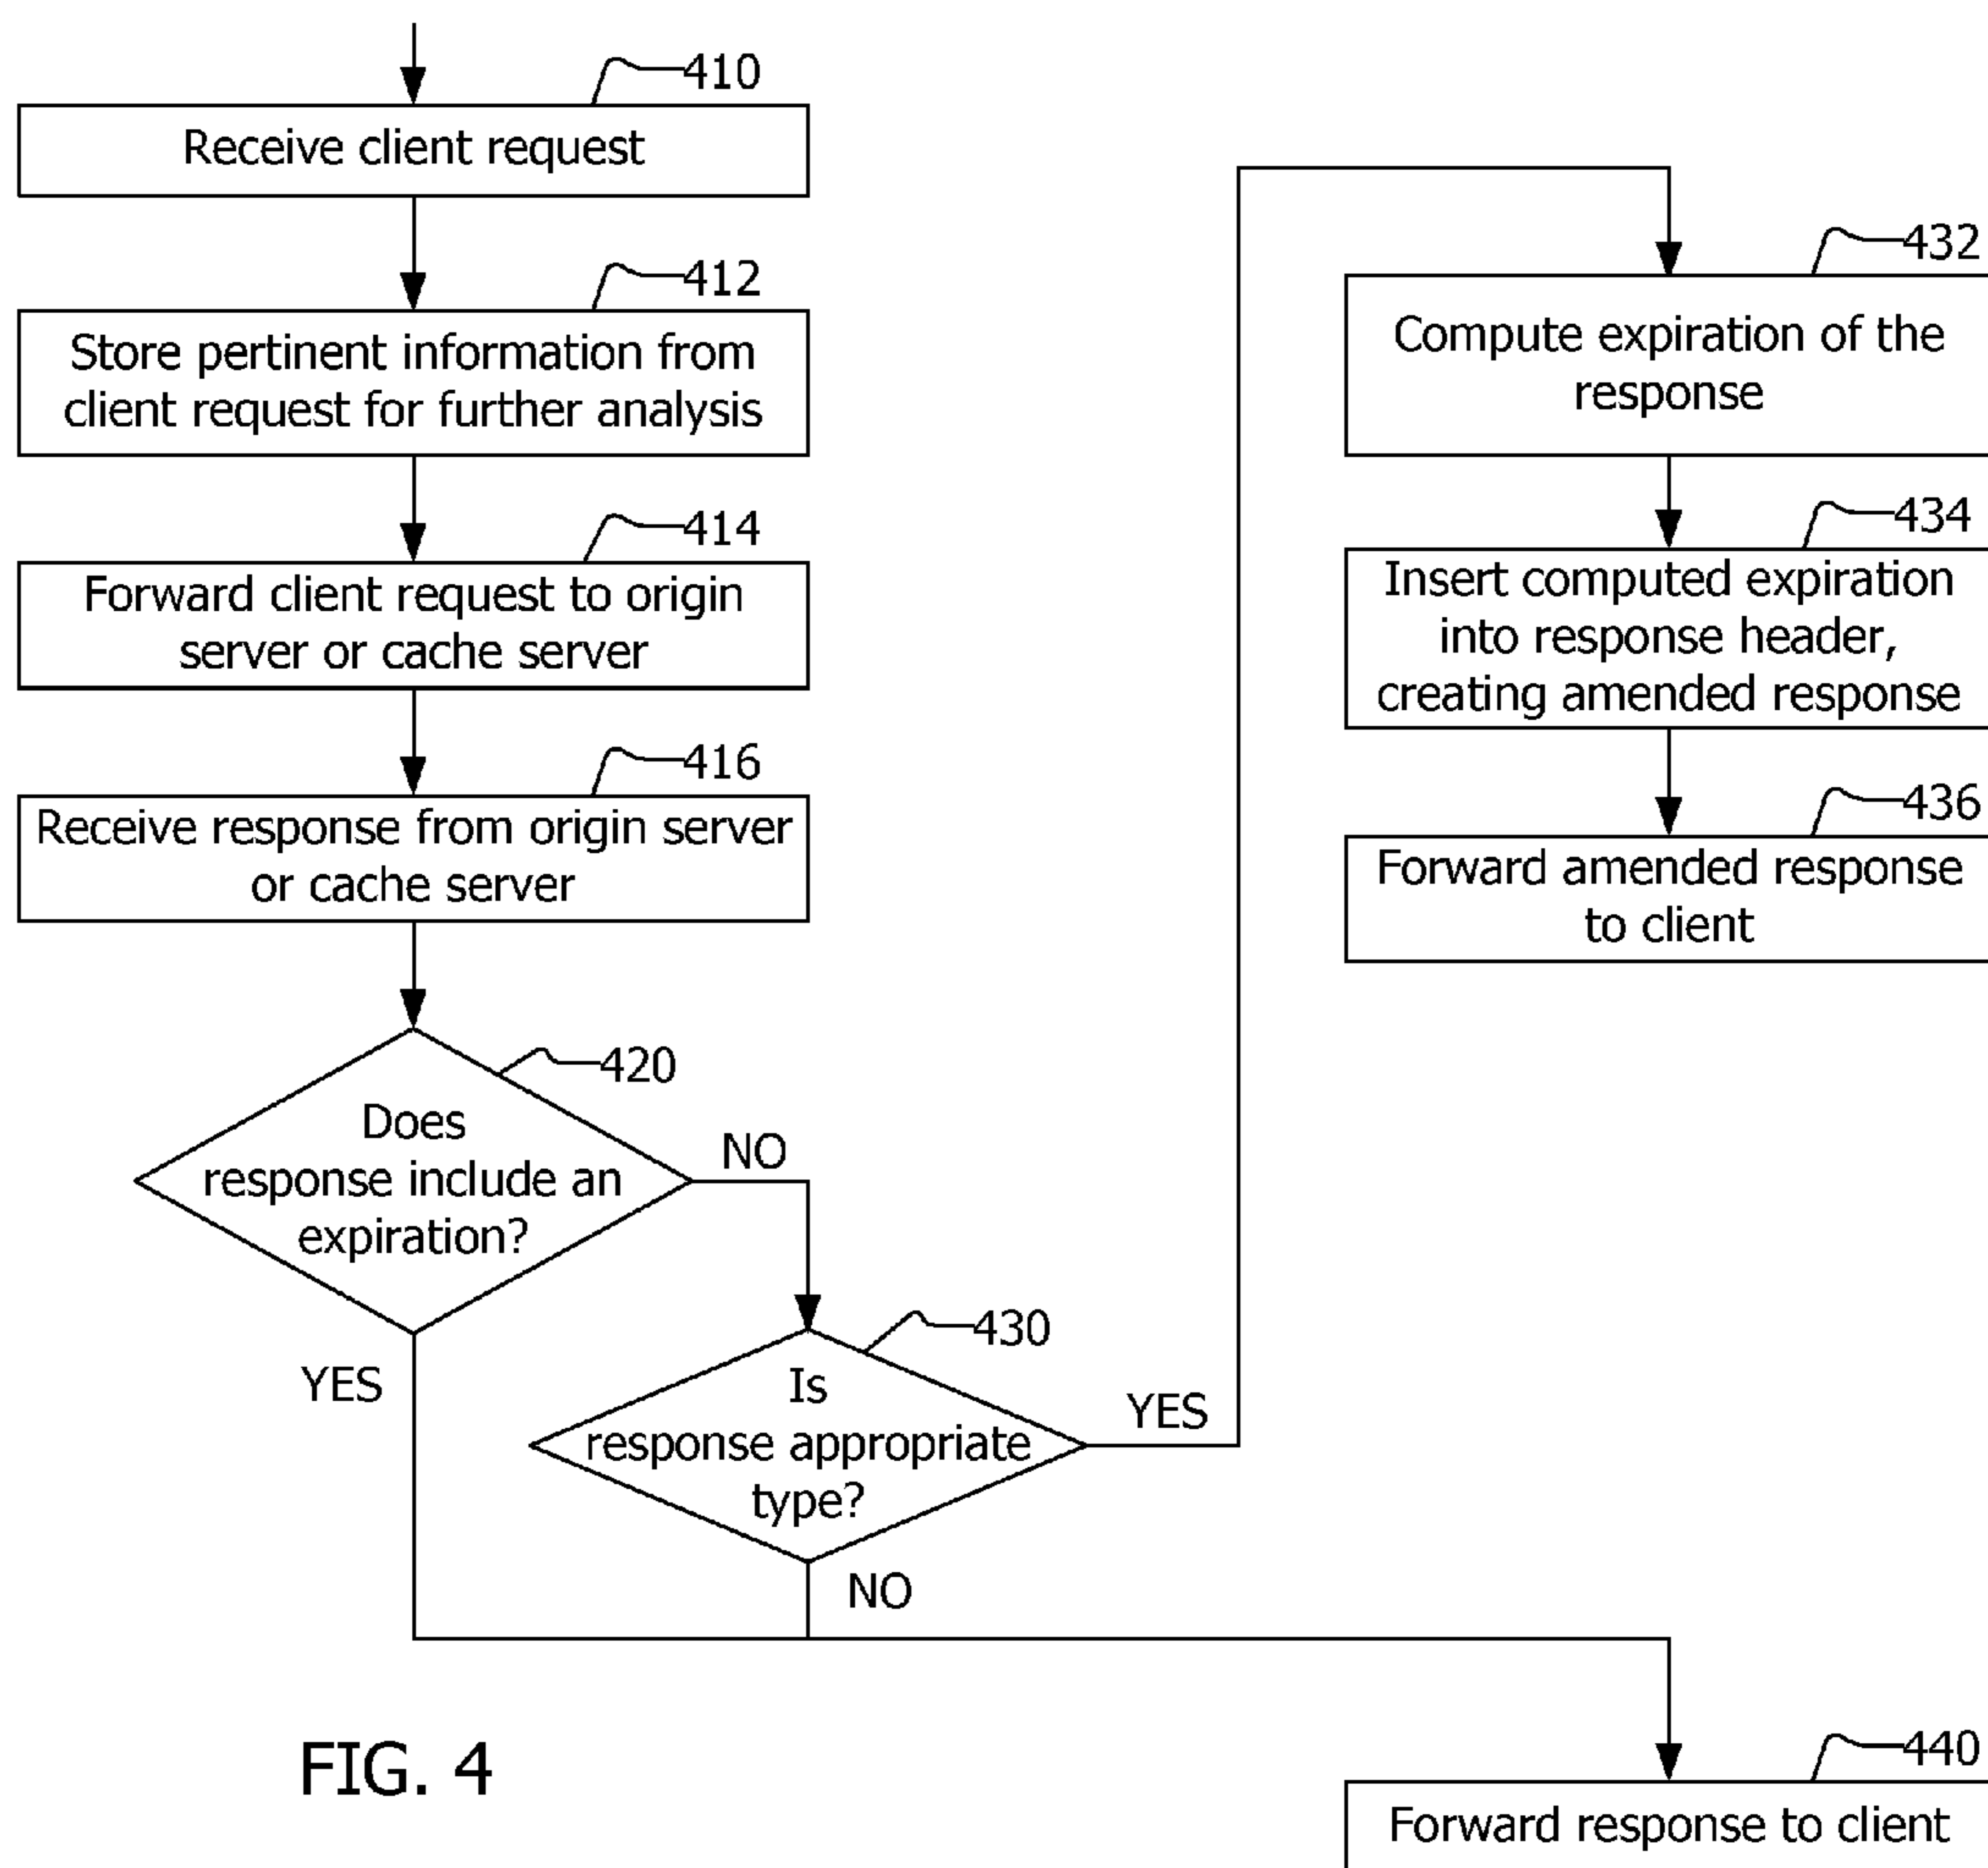 410
Receive client request
412
Store pertinent information from
client request for further analysis
414
Forward client request to origin
server or cache server
416
Receive response from origin server
or cache server
420
Does
response include an
expiration?
NO
YES
430
Is
response appropriate
type?
YES
NO
432
Compute expiration of the
response
434
Insert computed expiration
into response header,
creating amended response
436
Forward amended response
to client
440
Forward response to client
FIG. 4